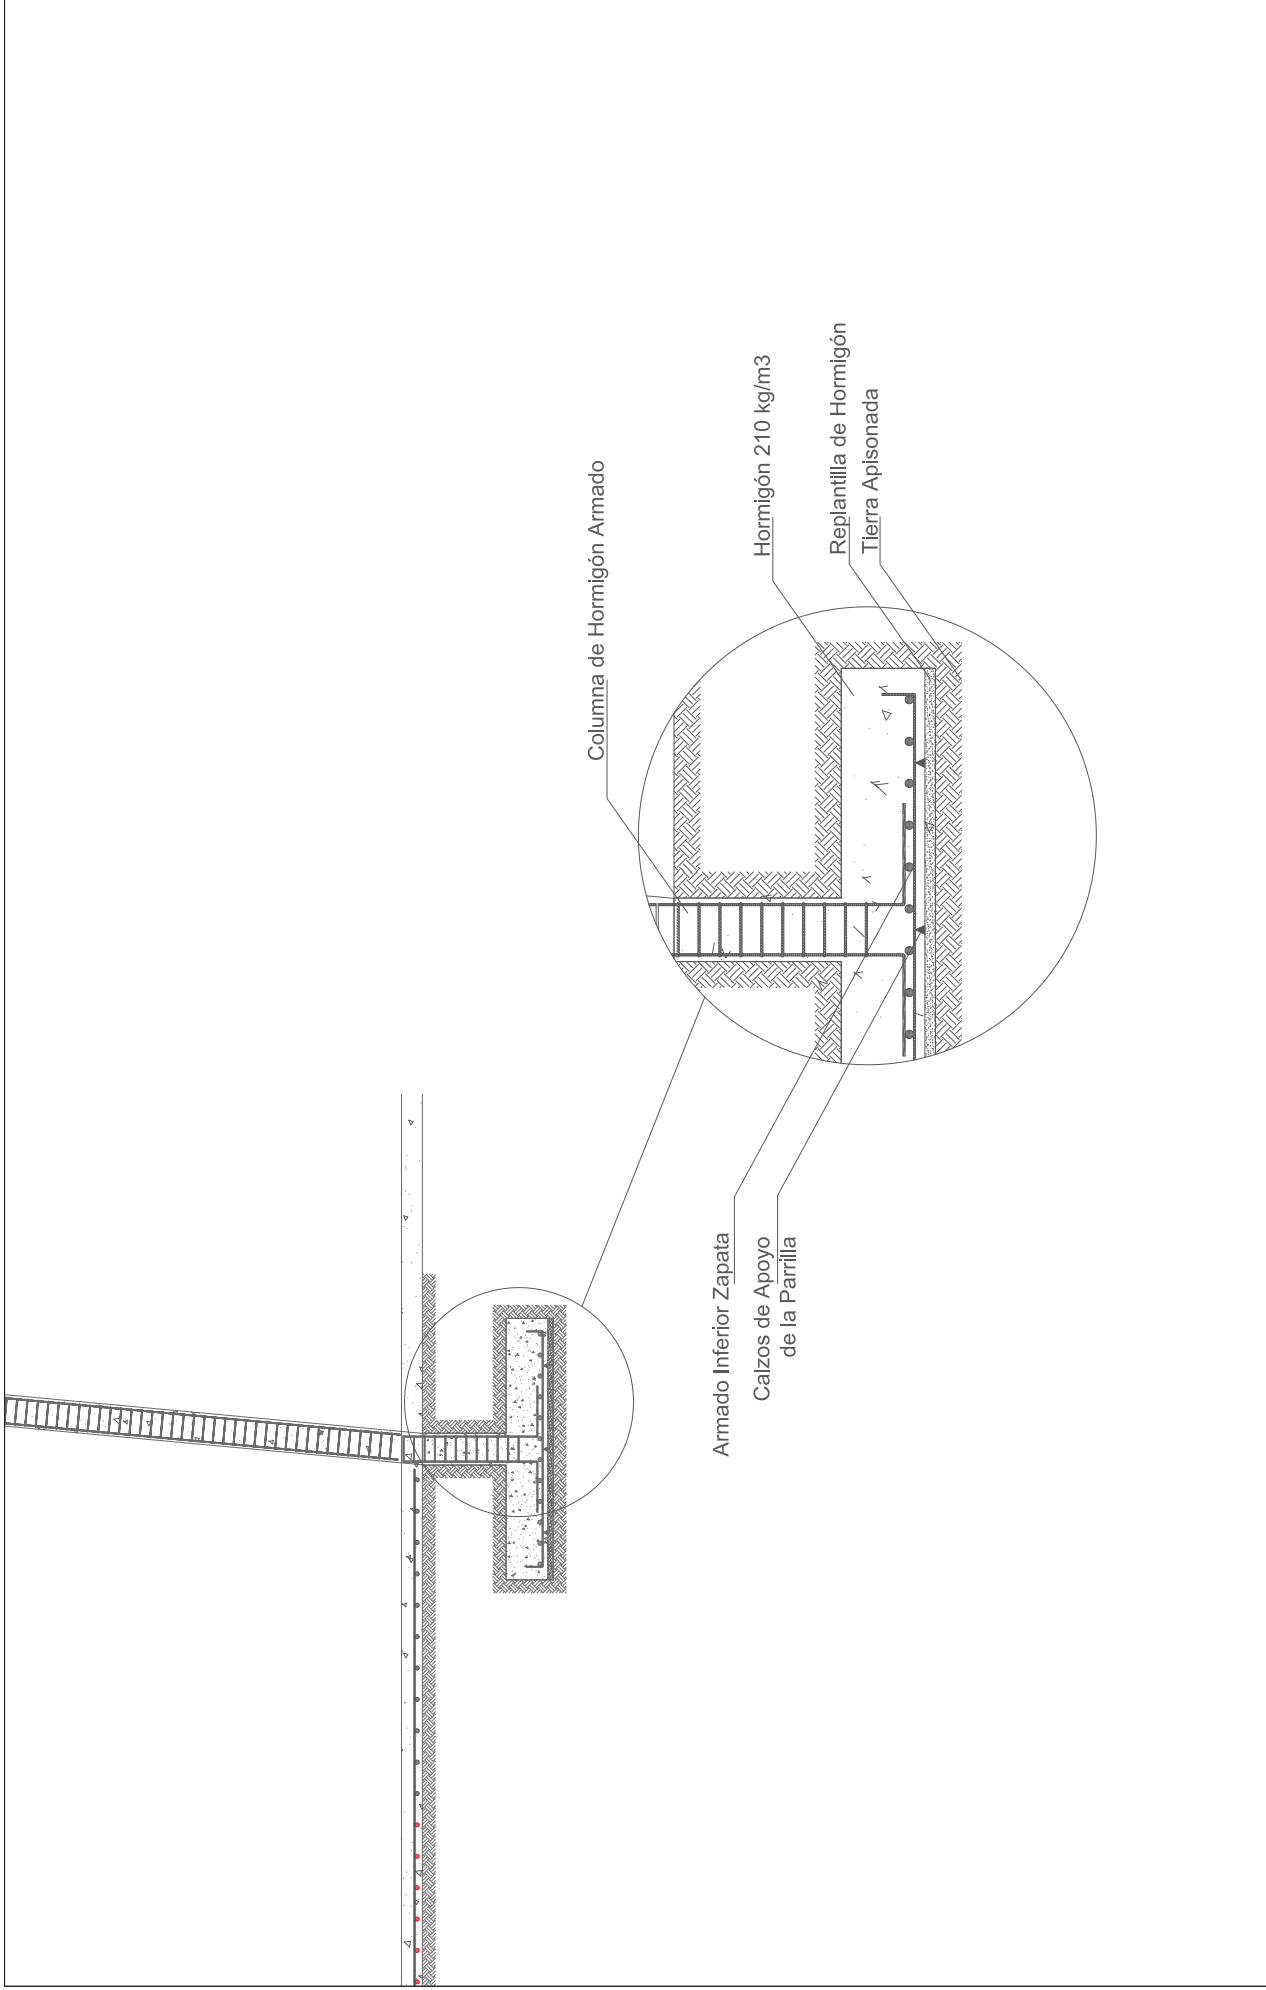 Columna de Hormigón Armado
Hormigón 210 kg/m3
Replantilla de Hormigón
Tierra Apisonada
Armado Inferior Zapata
Calzos de Apoyo
de la Parrilla